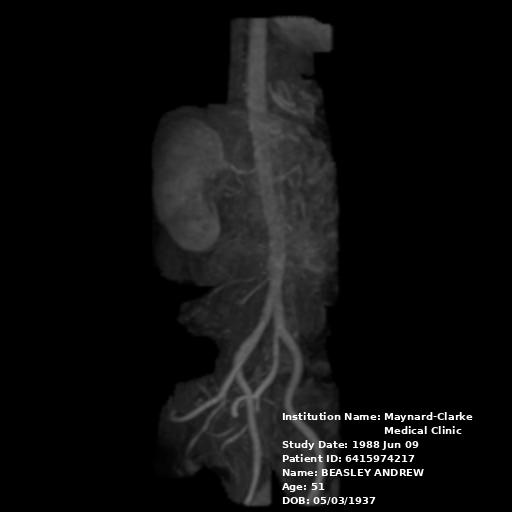 Institution Name: Maynard-Clarke
Medical Clinic
Study Date: 1988 Jun 09
Patient ID: 6415974217
Name: BEASLEY ANDREW
Age: 51
DOB: 05/03/1937